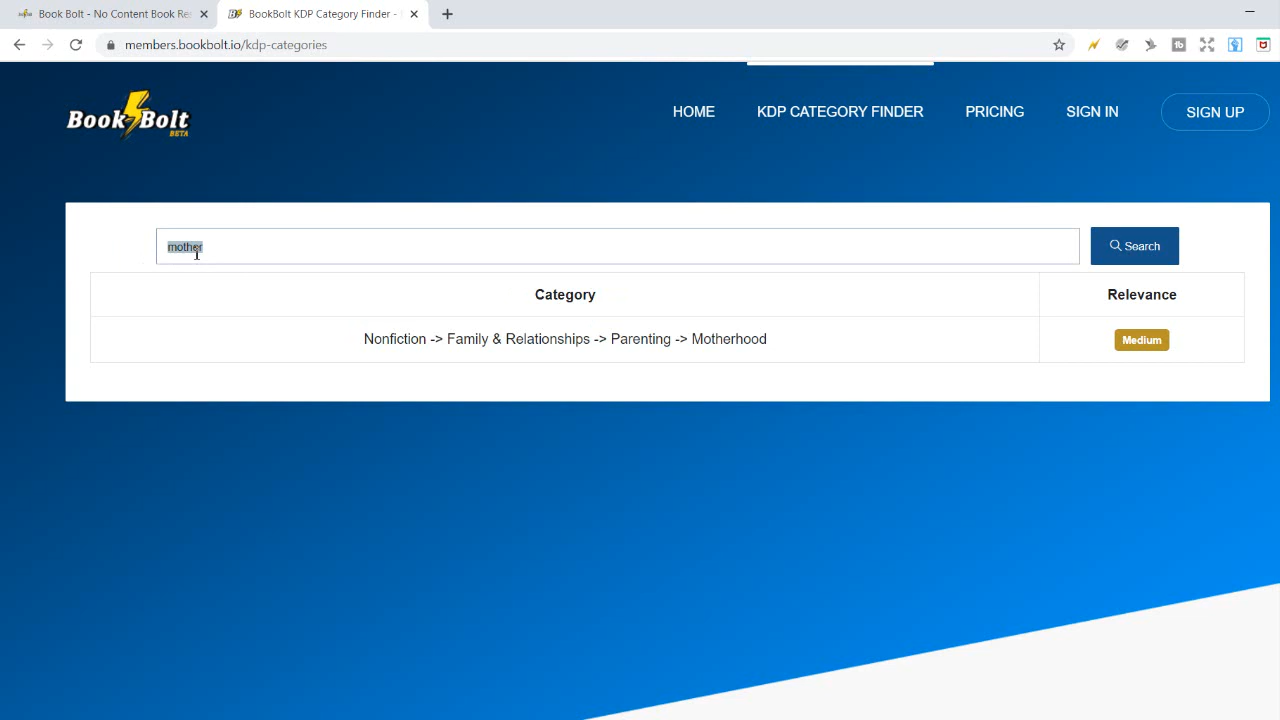 Book Bolt - No Content Book Re
BookBolt KDP Category Finder -
members.bookbolt.io/kdp-categories
Book Bolt
BETA
HOME
KDP CATEGORY FINDER
PRICING
SIGN IN
SIGN UP
mother
Search
Category
Relevance
Nonfiction -> Family & Relationships -> Parenting -> Motherhood
Medium